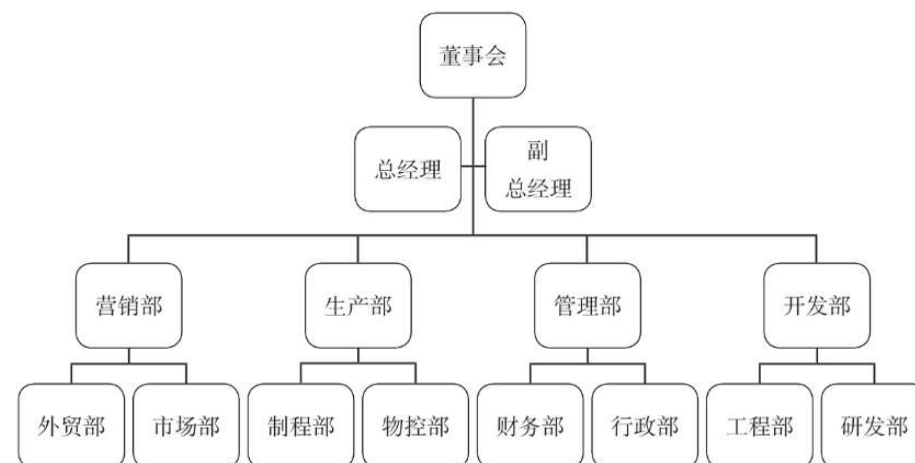 董事会
总经理
副
总经理
营销部
生产部
管理部
开发部
外贸部
市场部
制程部
物控部
财务部
行政部
工程部
研发部